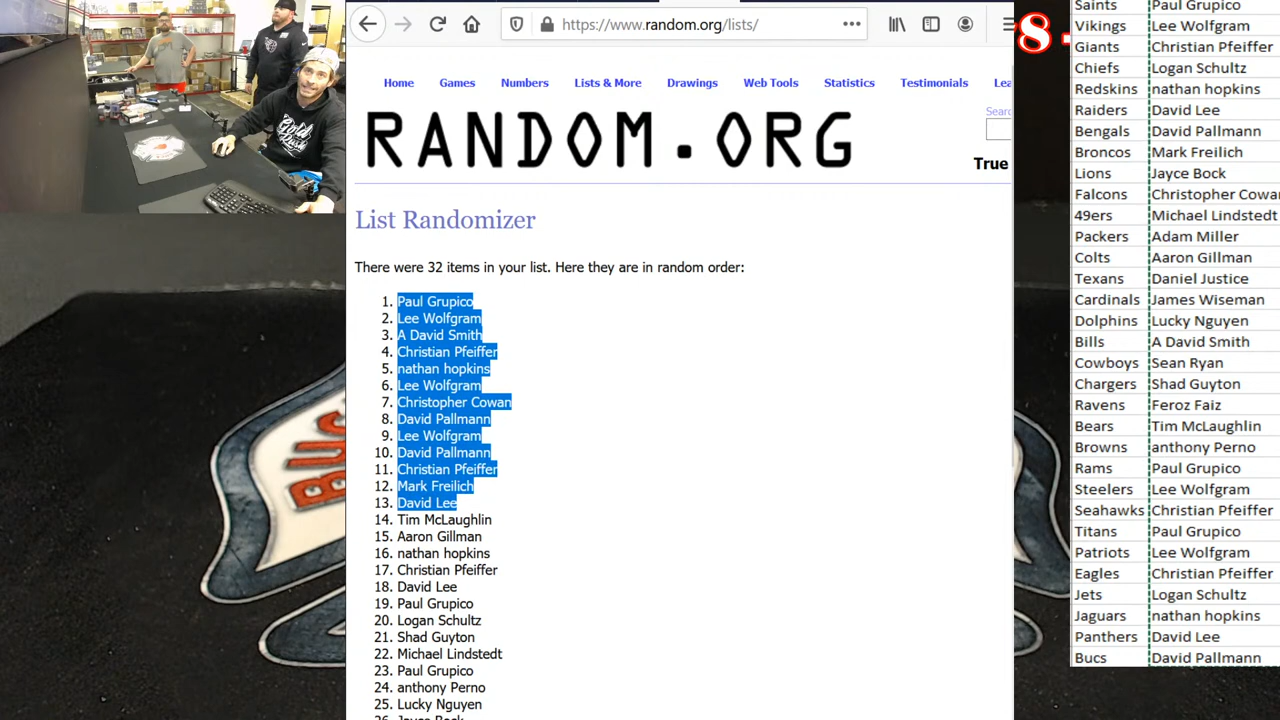 https://www.random.org/lists/
Home Games Numbers Lists & More Drawings Web Tools Statistics Testimonials Lea
Searc
RANDOM.ORG
True
List Randomizer
There were 32 items in your list. Here they are in random order:
1. Paul Grupico
2. Lee Wolfgram
3. A David Smith
4. Christian Pfeiffer
5. nathan hopkins
6. Lee Wolfgram
7. Christopher Cowan
8. David Pallmann
9. Lee Wolfgram
10. David Pallmann
11. Christian Pfeiffer
12. Mark Freilich
13. David Lee
14. Tim McLaughlin
15. Aaron Gillman
16. nathan hopkins
17. Christian Pfeiffer
18. David Lee
19. Paul Grupico
20. Logan Schultz
21. Shad Guyton
22. Michael Lindstedt
23. Paul Grupico
24. anthony Perno
25. Lucky Nguyen
26. Jayce Bock
8 -
Saints Paul Grupico
Vikings Lee Wolfgram
Giants Christian Pfeiffer
Chiefs Logan Schultz
Redskins nathan hopkins
Raiders David Lee
Bengals David Pallmann
Broncos Mark Freilich
Lions Jayce Bock
Falcons Christopher Cowan
49ers Michael Lindstedt
Packers Adam Miller
Colts Aaron Gillman
Texans Daniel Justice
Cardinals James Wiseman
Dolphins Lucky Nguyen
Bills A David Smith
Cowboys Sean Ryan
Chargers Shad Guyton
Ravens Feroz Faiz
Bears Tim McLaughlin
Browns anthony Perno
Rams Paul Grupico
Steelers Lee Wolfgram
Seahawks Christian Pfeiffer
Titans Paul Grupico
Patriots Lee Wolfgram
Eagles Christian Pfeiffer
Jets Logan Schultz
Jaguars nathan hopkins
Panthers David Lee
Bucs David Pallmann
Gold Rush